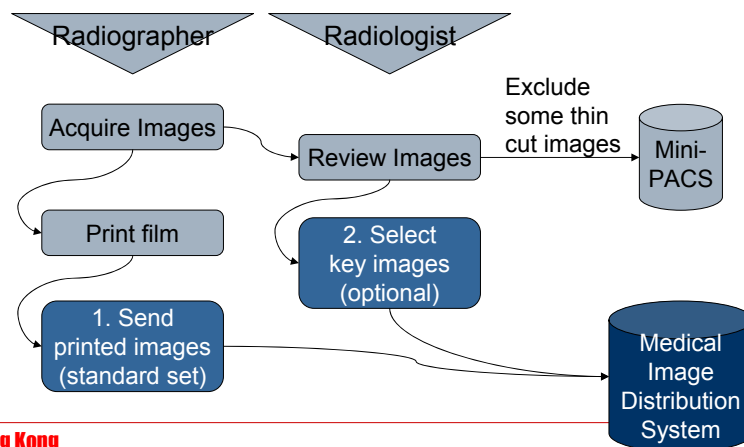 Radiographer
Radiologist
Exclude
some thin
cut images
Acquire Images
Review Images
Mini-
PACS
Print film
2. Select
key images
(optional)
1. Send
printed images
(standard set)
Medical
Image
Distribution
System
Kong